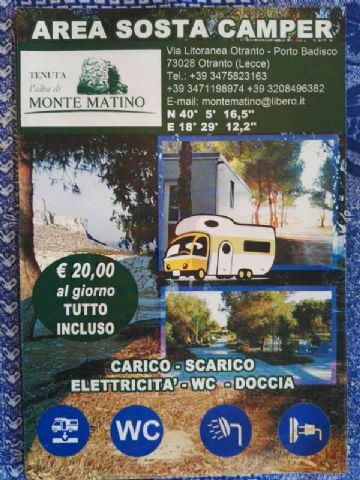 AREA SOSTA CAMPER
TENUTA
l'alba di
MONTE MATINO
Via Litoranea Otranto - Porto Badisco
73028 Otranto (Lecce)
Tel.: +39 3475823163
+39 3471198974 +39 3208496382
E-mail: montematino@libero.it
N 40° 5' 16,5"
E 18° 29' 12,2"
€ 20,00
al giorno
TUTTO
INCLUSO
CARICO - SCARICO
ELETTRICITA' - WC - DOCCIA
WC